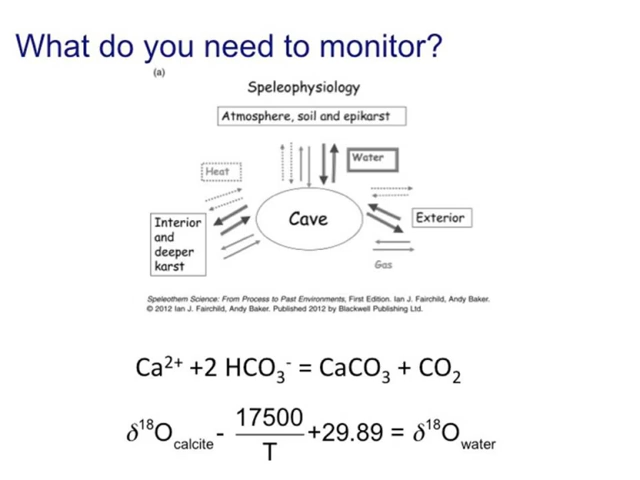 What do you need to monitor?
(a)
Speleophysiology
Atmosphere, soil and epikarst
Water
Heat
Cave
Interior
and
deeper
karst
Exterior
Gas
Speleothem Science: From Process to Past Environments, First Edition. Ian J. Fairchild, Andy Baker.
© 2012 Ian J. Fairchild, Andy Baker. Published 2012 by Blackwell Publishing Ltd.
Ca²⁺ +2 HCO₃⁻ = CaCO₃ + CO₂
δ¹⁸O_calcite - 17500/T +29.89 = δ¹⁸O_water